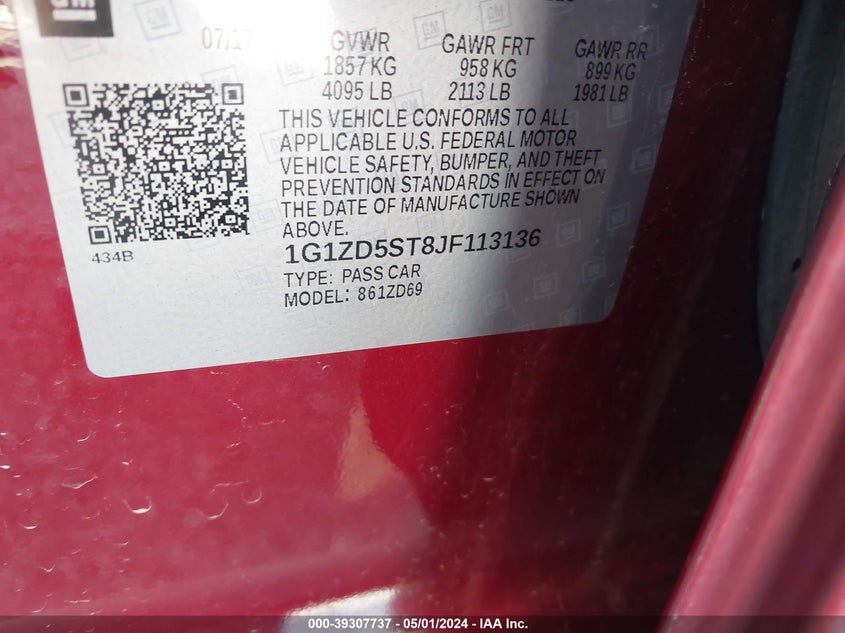 GM
07/17 GVWR GAWR FRT GAWR RR
1857 KG 958 KG 899 KG
4095 LB 2113 LB 1981 LB
THIS VEHICLE CONFORMS TO ALL
APPLICABLE U.S. FEDERAL MOTOR
VEHICLE SAFETY, BUMPER, AND THEFT
PREVENTION STANDARDS IN EFFECT ON
THE DATE OF MANUFACTURE SHOWN
ABOVE.
434B
1G1ZD5ST8JF113136
TYPE: PASS CAR
MODEL: 861ZD69
000-39307737 - 05/01/2024 - IAA Inc.